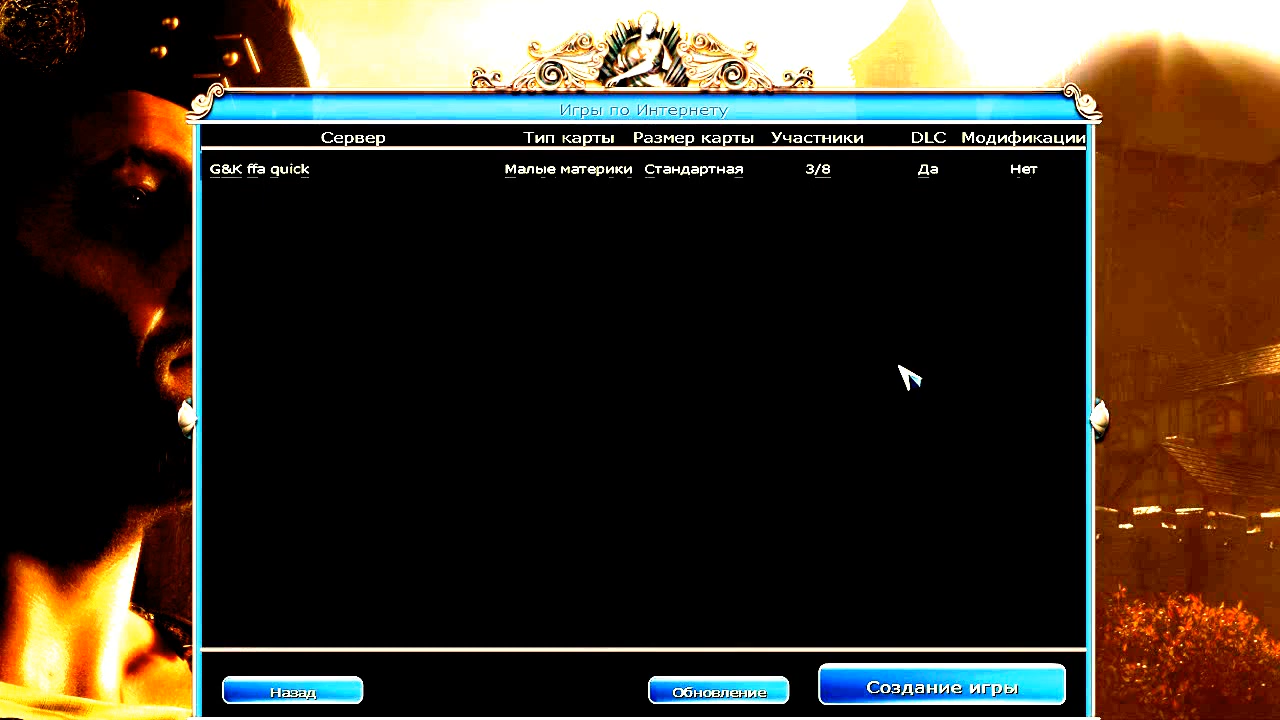 Игры по Интернету
Сервер Тип карты Размер карты Участники DLC Модификации
G&K ffa quick Малые материки Стандартная 3/8 Да Нет
Назад Обновление Создание игры